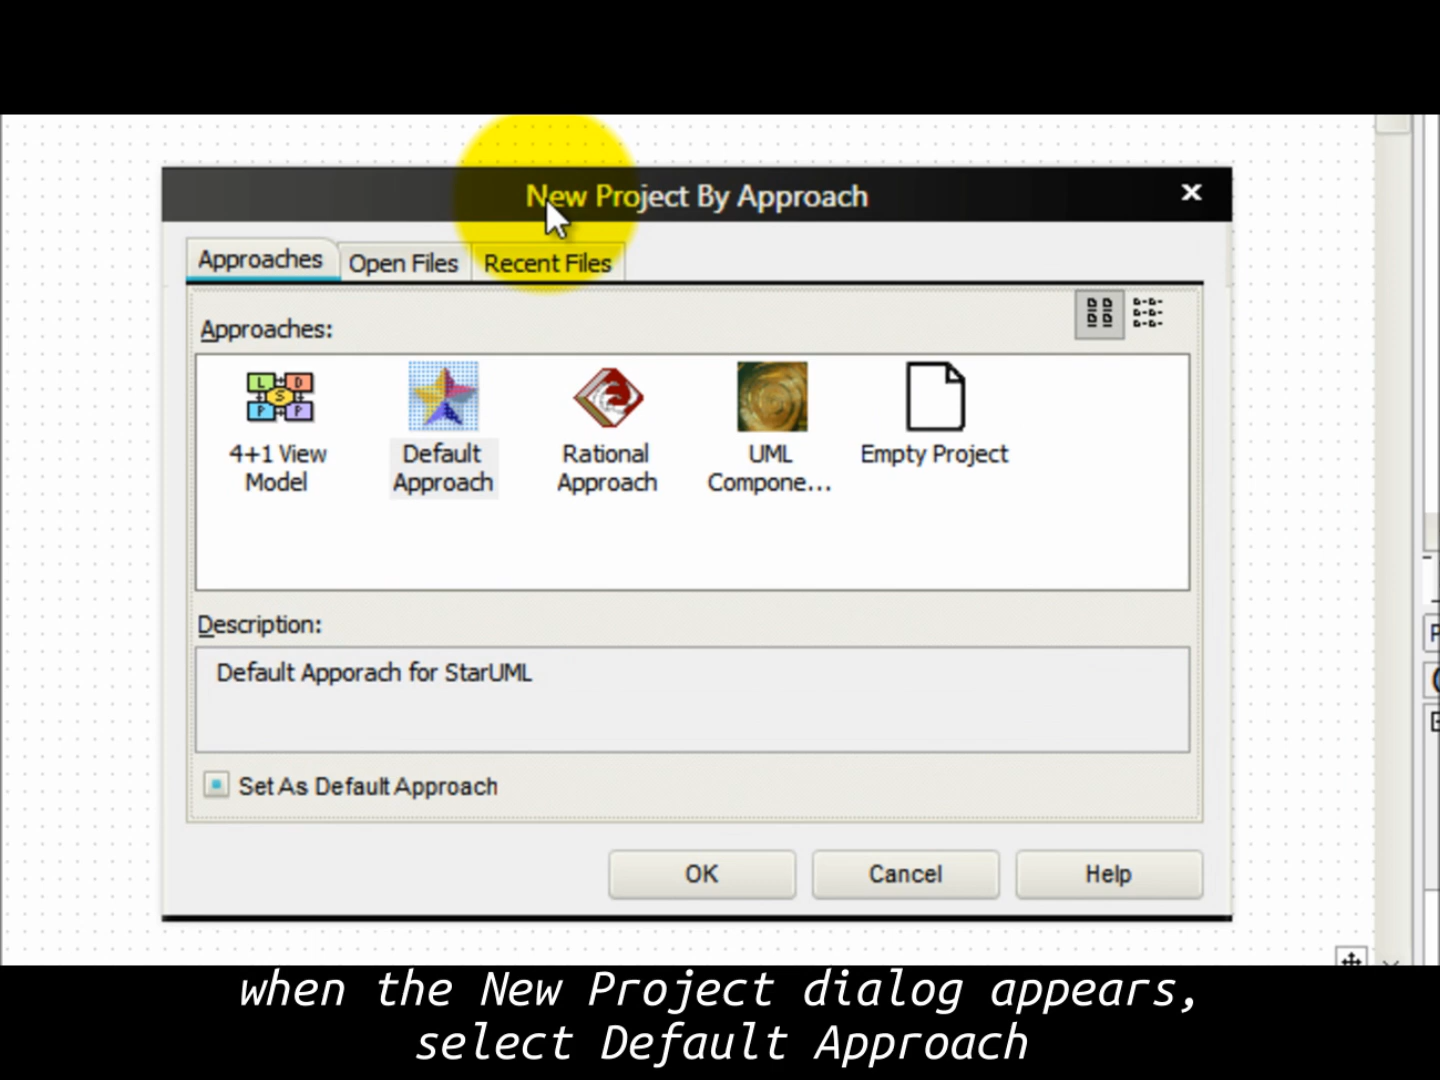 New Project By Approach
Approaches
Open Files
Recent Files
Approaches:
4+1 View
Model
Default
Approach
Rational
Approach
UML
Compone...
Empty Project
Description:
Default Apporach for StarUML
Set As Default Approach
OK
Cancel
Help
when the New Project dialog appears,
select Default Approach